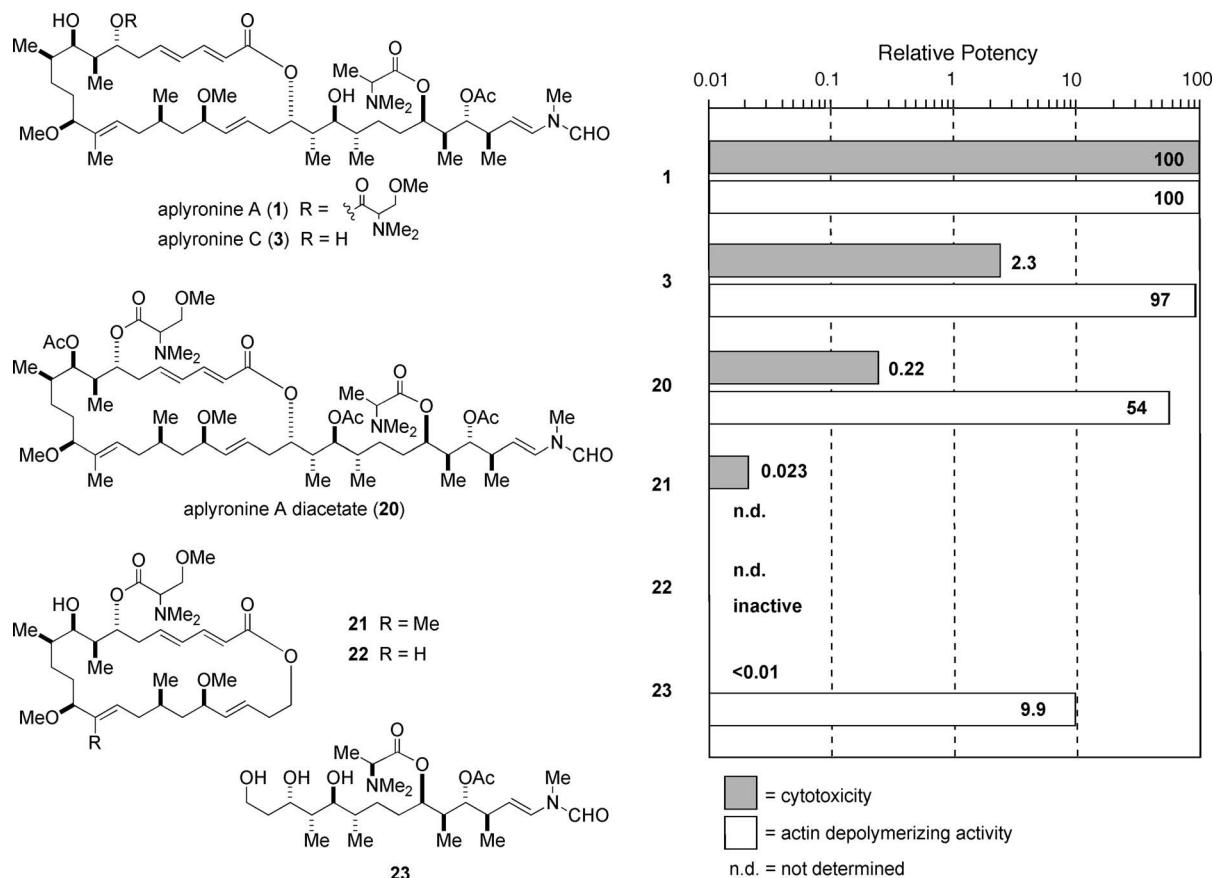 HO
OR
O
Me
Me
O
Me
O
O
NMe2
OH
OAc
Me
N
CHO
Me
OMe
MeO
Me
Me
Me
Me
Me
aplyronine A (1) R =
O
OMe
NMe2
aplyronine C (3) R = H
O
OMe
O
NMe2
AcO
Me
Me
O
O
Me
O
O
NMe2
OAc
OAc
Me
N
CHO
Me
OMe
MeO
Me
Me
Me
Me
Me
aplyronine A diacetate (20)
O
OMe
O
NMe2
HO
Me
Me
O
O
Me
OMe
MeO
R
21 R = Me
22 R = H
OH
OH
OH
Me
O
O
NMe2
OAc
Me
N
CHO
Me
Me
Me
Me
23
Relative Potency
0.01 0.1 1 10 100
1
100
100
3
2.3
97
20
0.22
54
21
0.023
n.d.
22
n.d.
inactive
23
<0.01
9.9
= cytotoxicity
= actin depolymerizing activity
n.d. = not determined